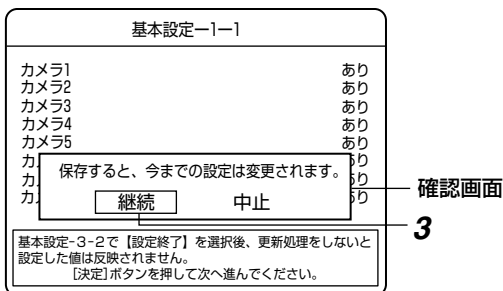 基本設定ー1ー1
カメラ1 あり
カメラ2 あり
カメラ3 あり
カメラ4 あり
カメラ5 あり
保存すると、今までの設定は変更されます。
継続 中止
確認画面
3
基本設定-3-2で【設定終了】を選択後、更新処理をしないと
設定した値は反映されません。
［決定］ボタンを押して次へ進んでください。